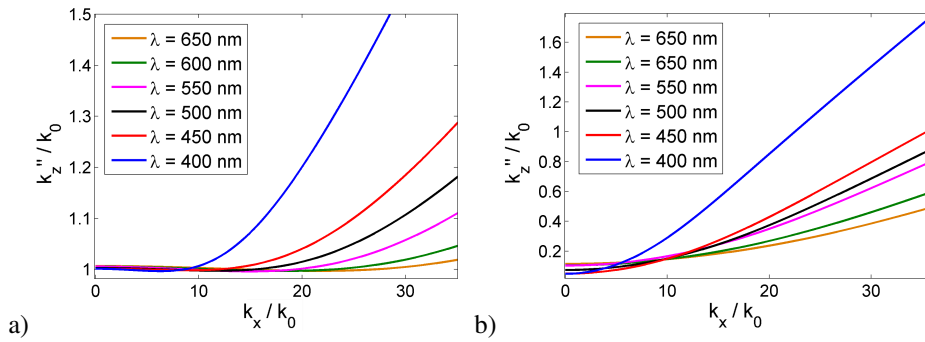 1.5
1.4
1.3
1.2
1.1
1
k_z'' / k_0
λ = 650 nm
λ = 600 nm
λ = 550 nm
λ = 500 nm
λ = 450 nm
λ = 400 nm
0 10 20 30
k_x / k_0
a)
1.6
1.4
1.2
1
0.8
0.6
0.4
0.2
k_z'' / k_0
λ = 650 nm
λ = 650 nm
λ = 550 nm
λ = 500 nm
λ = 450 nm
λ = 400 nm
0 10 20 30
k_x / k_0
b)